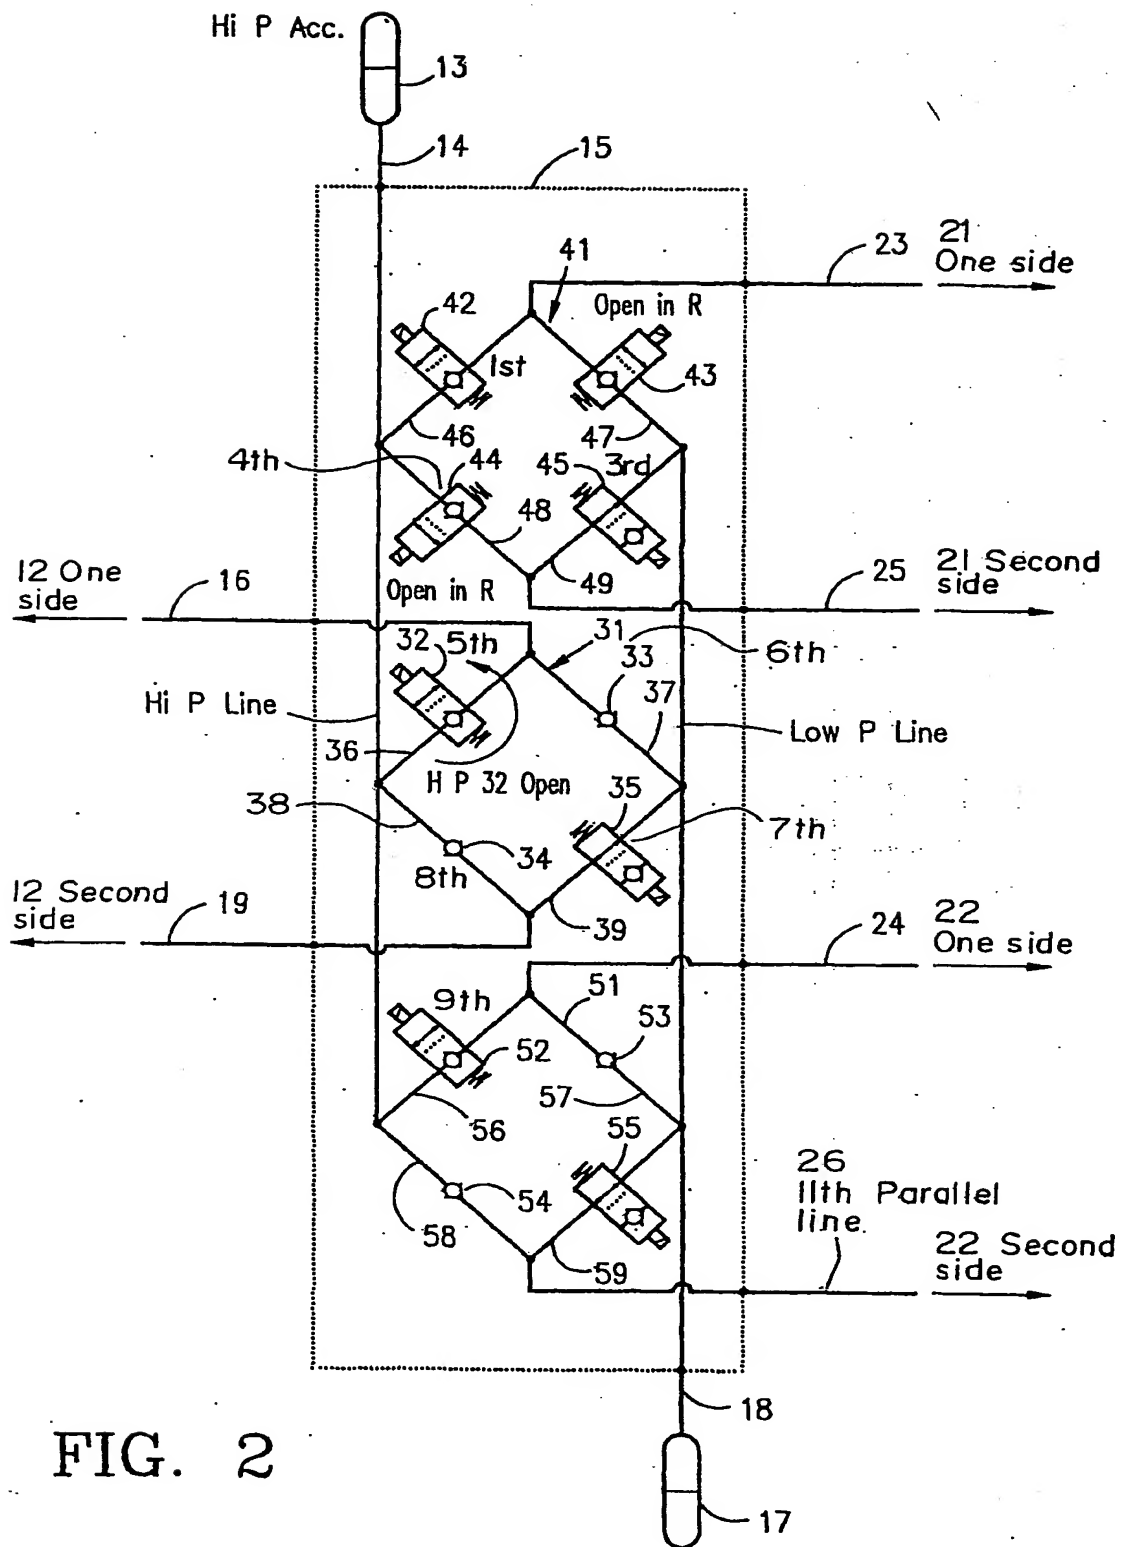 Hi P Acc.
13
14
15
23
21
One side
41
Open in R
42
1st
43
46
47
4th
44
45
3rd
48
49
Open in R
25
21 Second
side
12 One
side
16
32
5th
31
6th
33
37
Hi P Line
Low P Line
36
H P 32 Open
38
35
7th
34
8th
12 Second
side
19
39
24
22
One side
9th
51
53
52
56
57
55
54
58
59
26
11th Parallel
line.
22 Second
side
18
17
FIG. 2